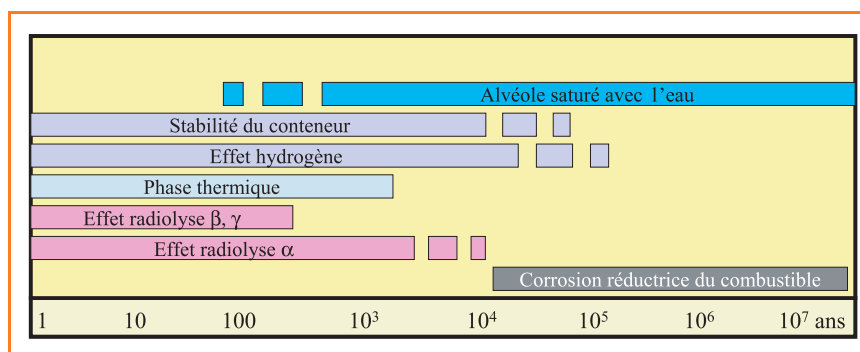 Alvéole saturé avec l'eau
Stabilité du conteneur
Effet hydrogène
Phase thermique
Effet radiolyse β, γ
Effet radiolyse α
Corrosion réductrice du combustible
1 10 100 10³ 10⁴ 10⁵ 10⁶ 10⁷ ans